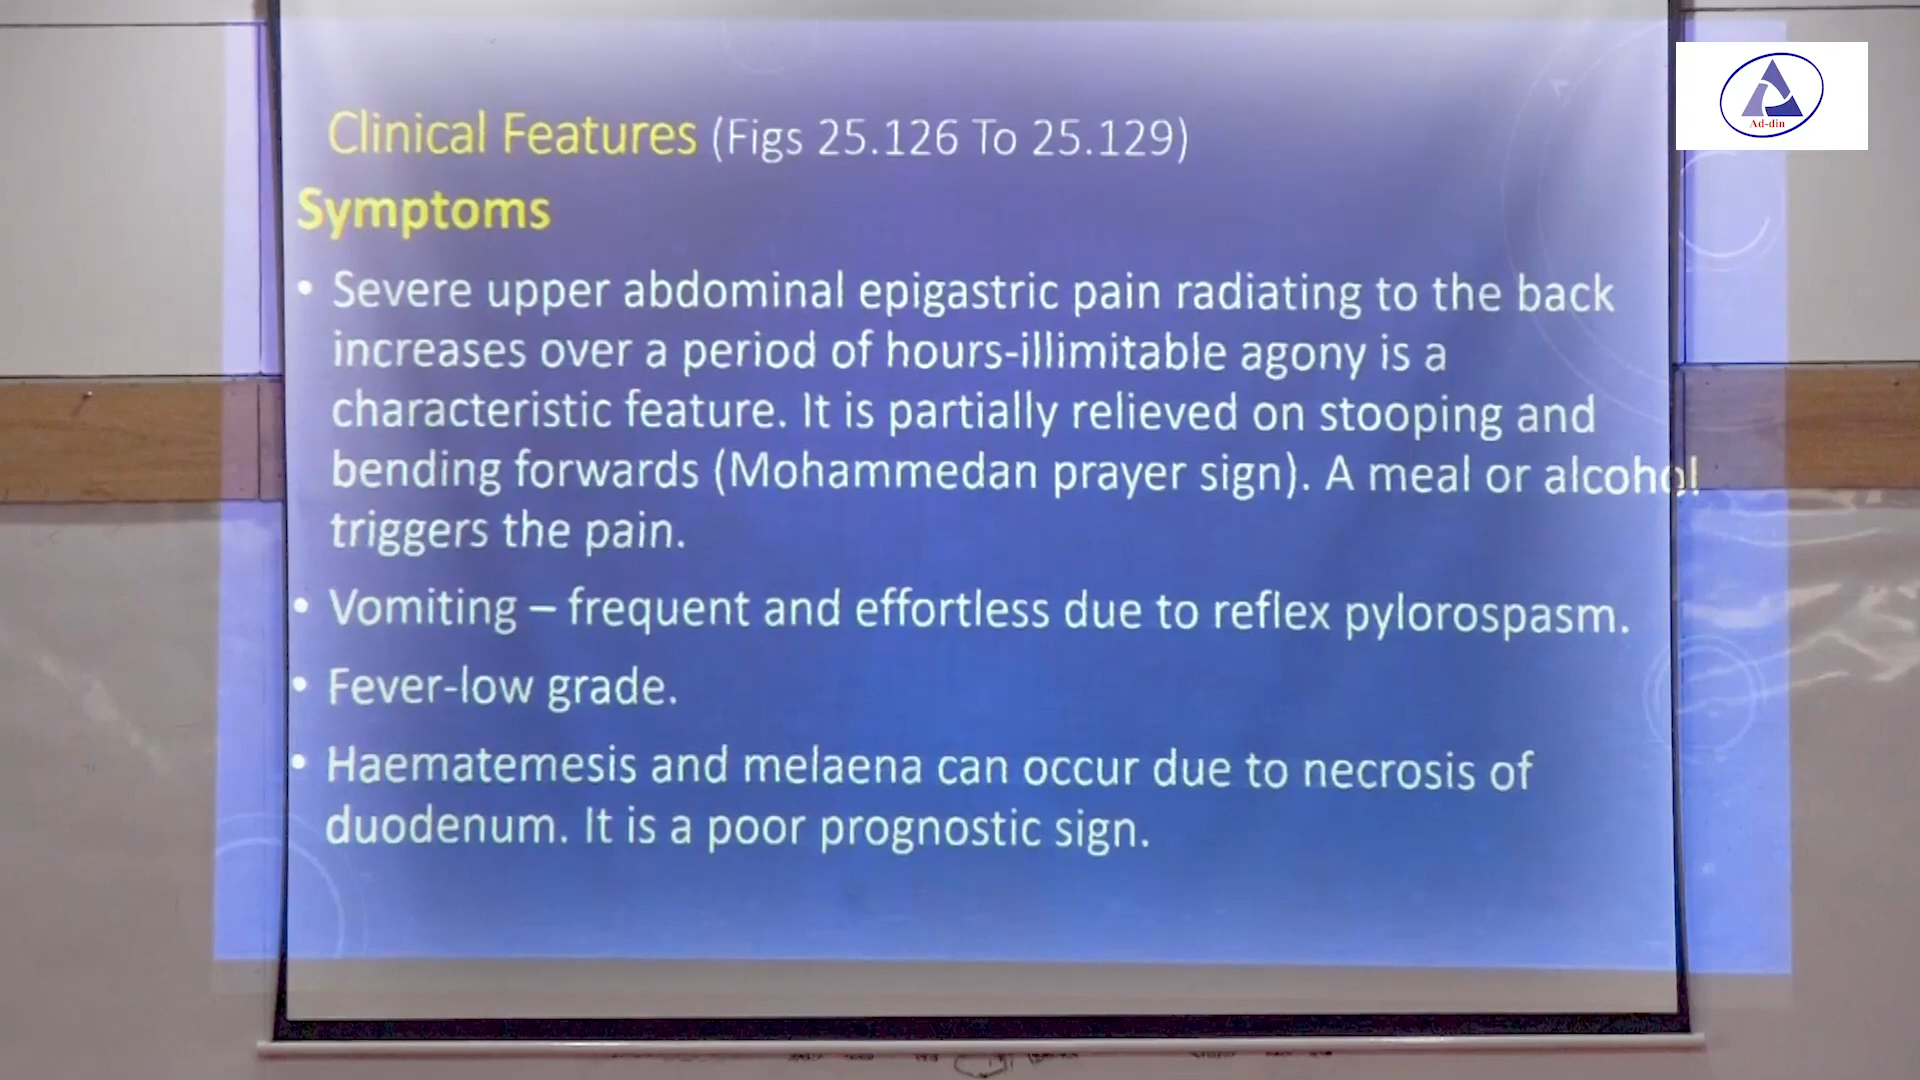 Ad-din
Clinical Features (Figs 25.126 To 25.129)
Symptoms
• Severe upper abdominal epigastric pain radiating to the back
increases over a period of hours-illimitable agony is a
characteristic feature. It is partially relieved on stooping and
bending forwards (Mohammedan prayer sign). A meal or alcohol
triggers the pain.
• Vomiting – frequent and effortless due to reflex pylorospasm.
• Fever-low grade.
• Haematemesis and melaena can occur due to necrosis of
duodenum. It is a poor prognostic sign.